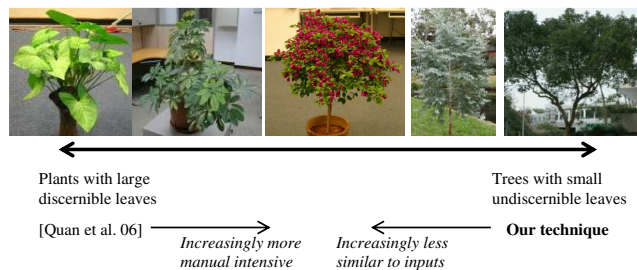 Plants with large
discernible leaves
Trees with small
undiscernible leaves
[Quan et al. 06]
Our technique
Increasingly more
manual intensive
Increasingly less
similar to inputs